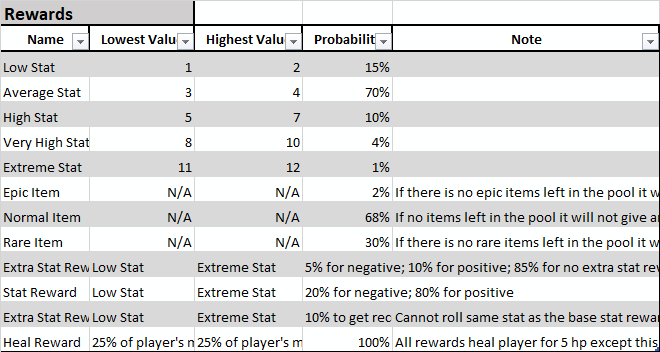 Rewards
Name Lowest Valu Highest Valu Probabilit Note
Low Stat 1 2 15%
Average Stat 3 4 70%
High Stat 5 7 10%
Very High Stat 8 10 4%
Extreme Stat 11 12 1%
Epic Item N/A N/A 2% If there is no epic items left in the pool it w
Normal Item N/A N/A 68% If no items left in the pool it will not give an
Rare Item N/A N/A 30% If there is no rare items left in the pool it w
Extra Stat Rew Low Stat Extreme Stat 5% for negative; 10% for positive; 85% for no extra stat rew
Stat Reward Low Stat Extreme Stat 20% for negative; 80% for positive
Extra Stat Rew Low Stat Extreme Stat 10% to get rec Cannot roll same stat as the base stat rewar
Heal Reward 25% of player's m 25% of player's m 100% All rewards heal player for 5 hp except this